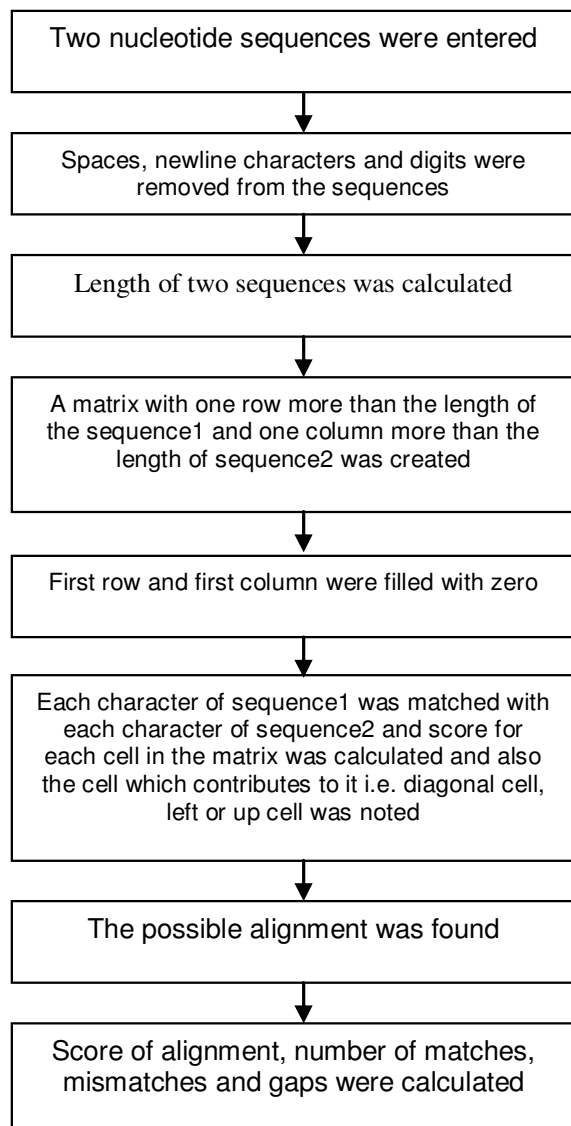 Two nucleotide sequences were entered
Spaces, newline characters and digits were
removed from the sequences
Length of two sequences was calculated
A matrix with one row more than the length of
the sequence1 and one column more than the
length of sequence2 was created
First row and first column were filled with zero
Each character of sequence1 was matched with
each character of sequence2 and score for
each cell in the matrix was calculated and also
the cell which contributes to it i.e. diagonal cell,
left or up cell was noted
The possible alignment was found
Score of alignment, number of matches,
mismatches and gaps were calculated